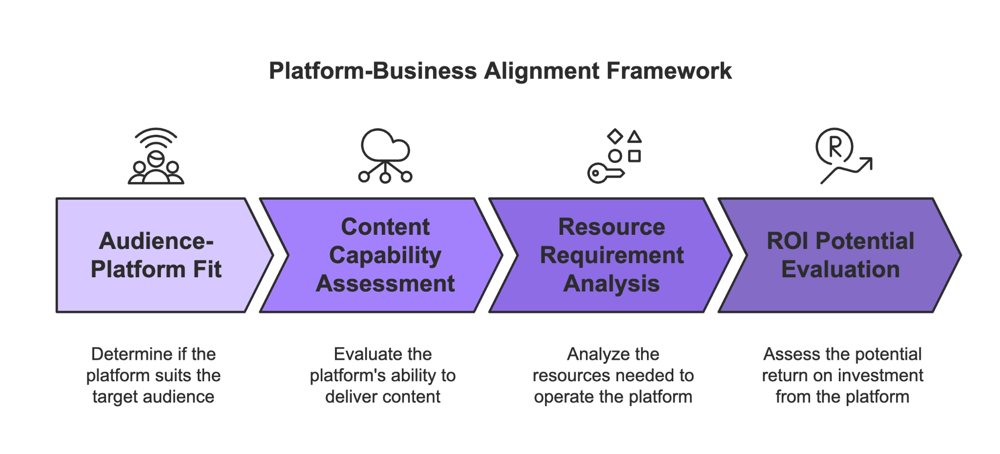 Platform-Business Alignment Framework
R
Audience-
Platform Fit
Content
Capability
Assessment
Resource
Requirement
Analysis
ROI Potential
Evaluation
Determine if the
platform suits the
target audience
Evaluate the
platform's ability to
deliver content
Analyze the
resources needed to
operate the platform
Assess the potential
return on investment
from the platform